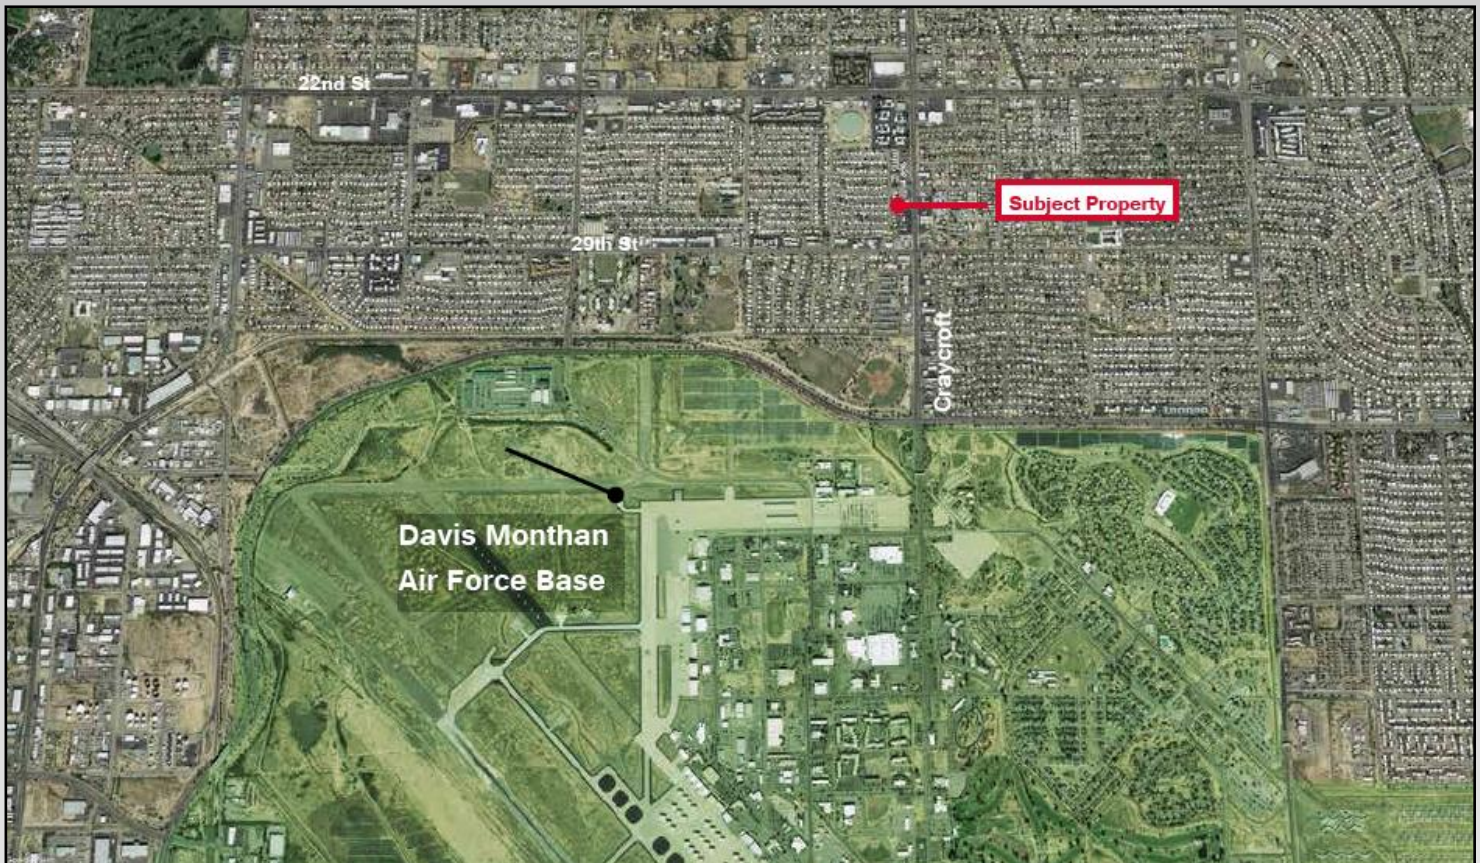 22nd St
Subject Property
29th St
Craycroft
Davis Monthan
Air Force Base